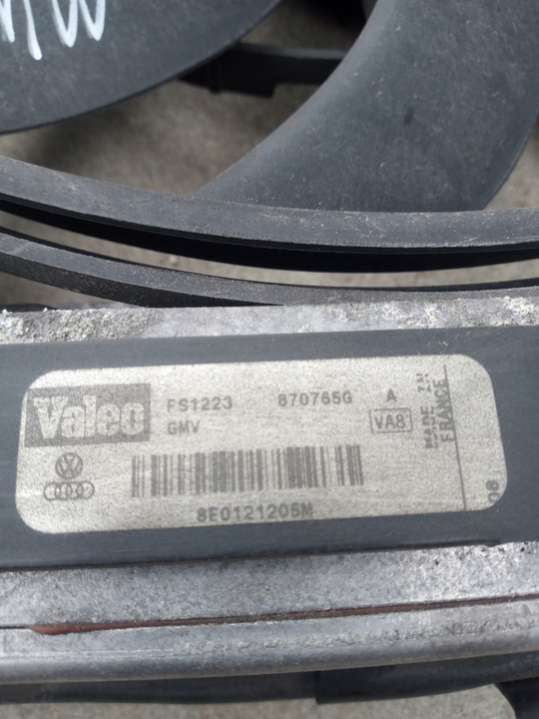 Valeo
FS1223 870765G A
GMV VA8
MADE IN
FRANCE
8E0121205M
08